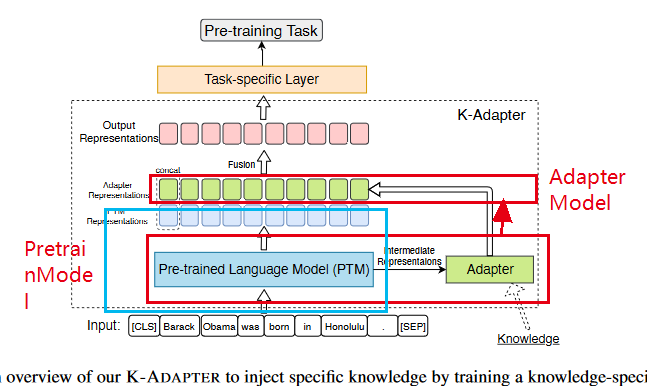 Pre-training Task
Task-specific Layer
K-Adapter
Output
Representations
Fusion
concat
Adapter
Representations
PTM
Representations
Adapter
Model
Pretrai
nMode
l
Intermediate
Representaions
Pre-trained Language Model (PTM)
Adapter
Input: [CLS] Barack Obama was born in Honolulu . [SEP]
Knowledge
overview of our K-ADAPTER to inject specific knowledge by training a knowledge-speci